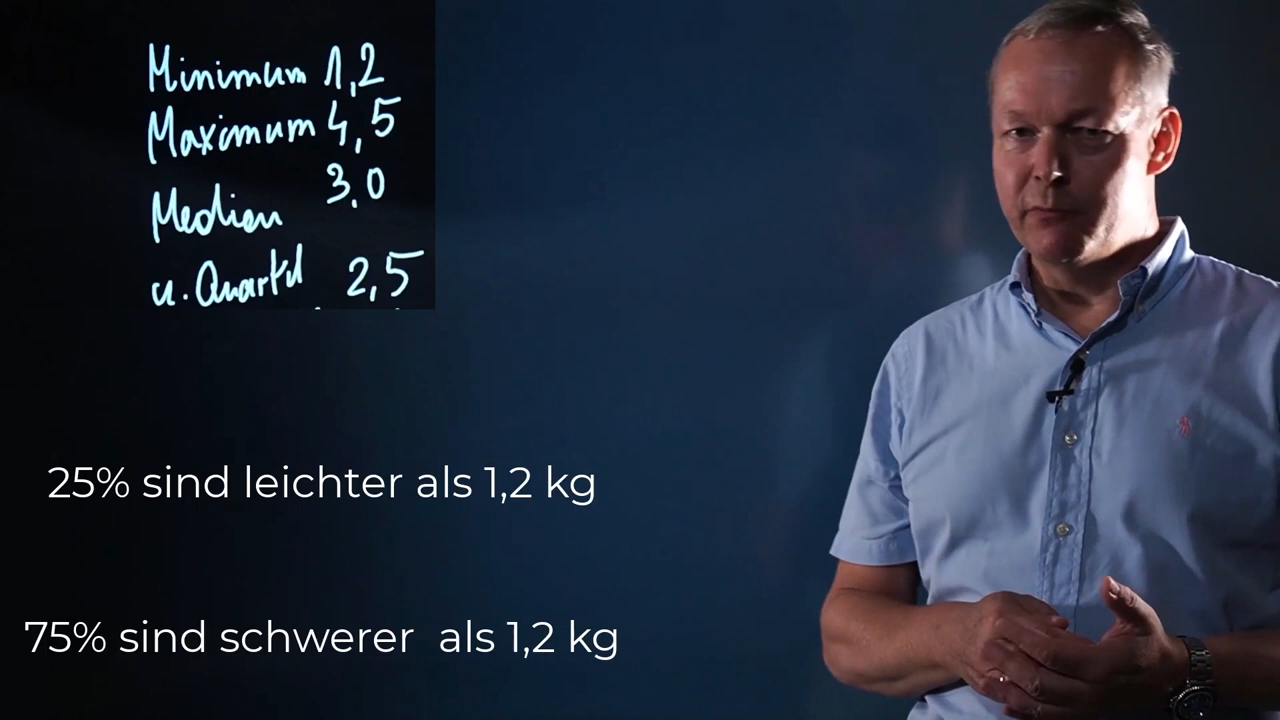 Minimum 1,2
Maximum 4,5
Median 3,0
u. Quartil 2,5
25% sind leichter als 1,2 kg
75% sind schwerer als 1,2 kg